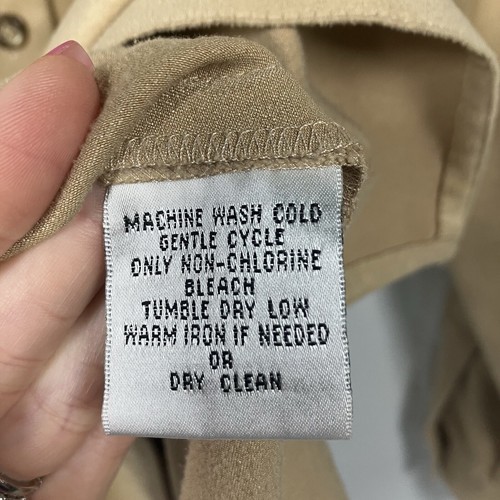 MACHINE WASH COLD
GENTLE CYCLE
ONLY NON-CHLORINE
BLEACH
TUMBLE DRY LOW
WARM IRON IF NEEDED
OR
DRY CLEAN